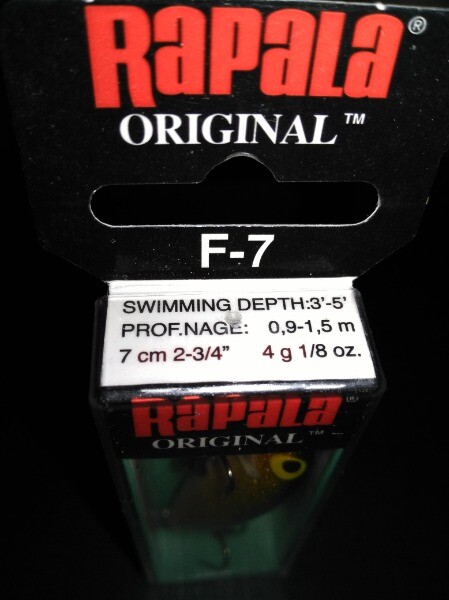 RAPALA®
ORIGINAL™
F-7
SWIMMING DEPTH:3'-5'
PROF.NAGE: 0,9-1,5 m
7 cm 2-3/4" 4 g 1/8 oz.
RAPALA®
ORIGINAL™